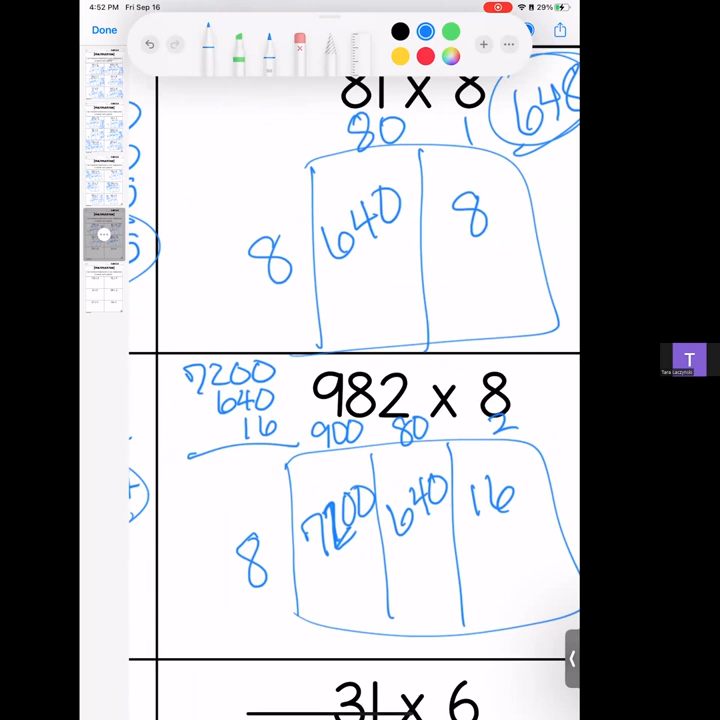 4:52 PM Fri Sep 16
29%
Done
81 x 8
648
80 1
8 640 8
7200
640
16
982 x 8
900 80 2
8 7200 640 16
31 x 6
T
Tara Laczynski